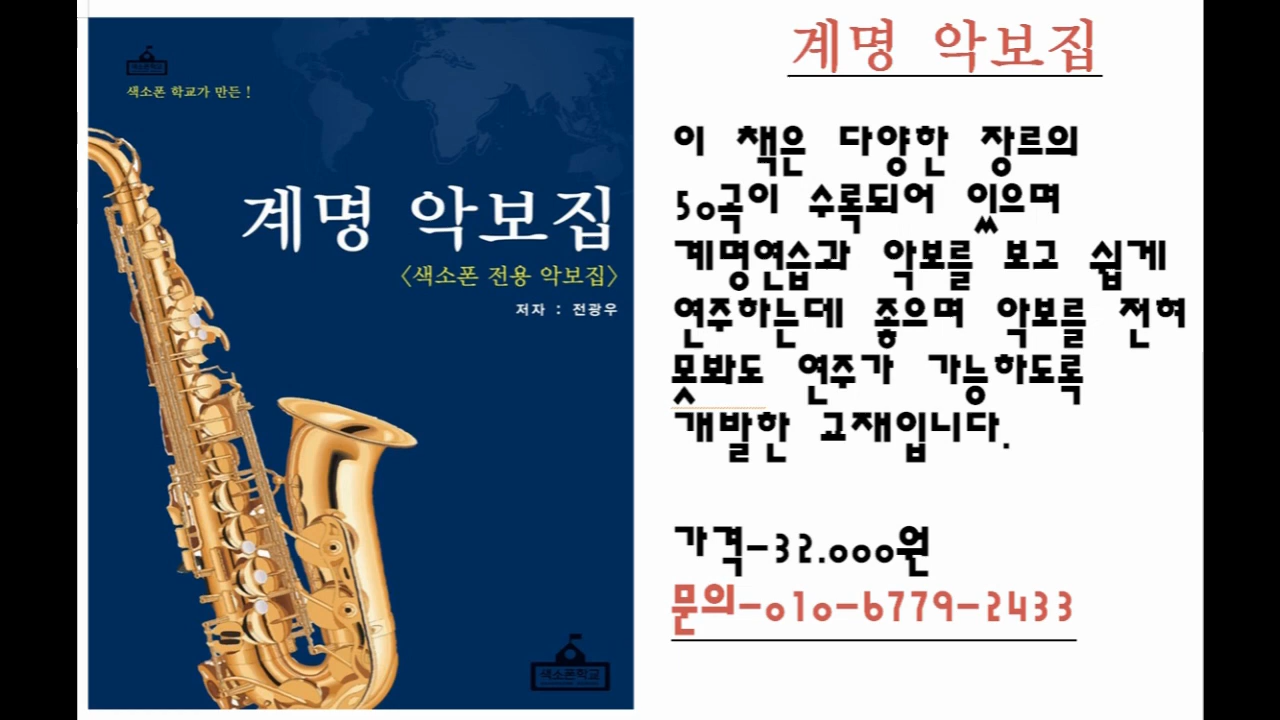 색소폰학교
색소폰 학교가 만든 !
계명 악보집
<색소폰 전용 악보집>
저자 : 전광우
색소폰학교
계명 악보집
이 책은 다양한 장르의
50곡이 수록되어 있으며
계명연습과 악보를 보고 쉽게
연주하는데 좋으며 악보를 전혀
못봐도 연주가 가능하도록
개발한 교재입니다.
가격-32.000원
문의-010-6779-2433